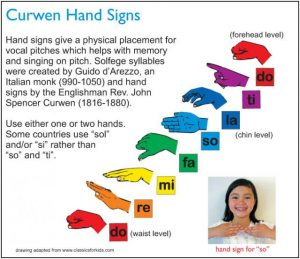 Curwen Hand Signs
Hand signs give a physical placement for
vocal pitches which helps with memory
and singing on pitch. Solfege syllables
were created by Guido d'Arezzo, an
Italian monk (990-1050) and hand
signs by the Englishman Rev. John
Spencer Curwen (1816-1880).
Use either one or two hands.
Some countries use "sol"
and/or "si" rather than
"so" and "ti".
(forehead level)
do
ti
la
(chin level)
so
fa
mi
re
do (waist level)
hand sign for "so"
drawing adapted from www.classicsforkids.com